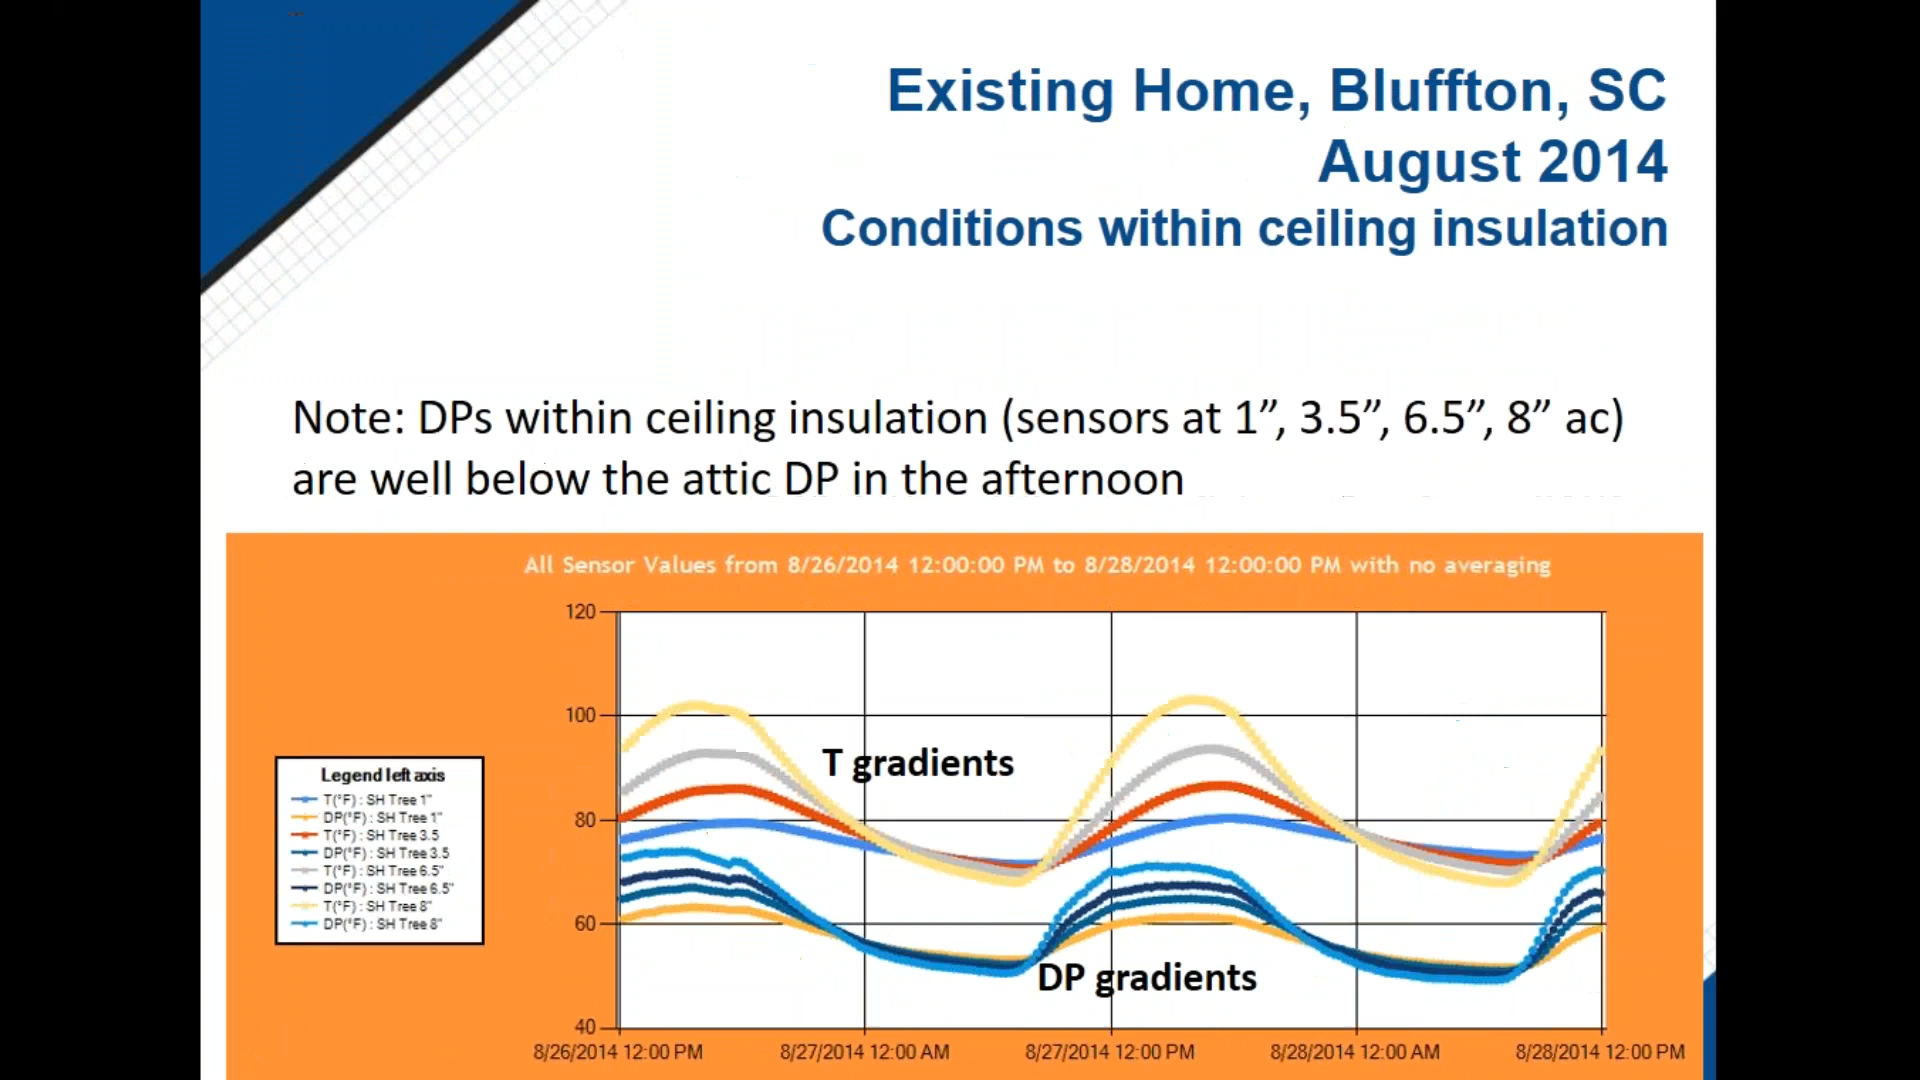 Existing Home, Bluffton, SC
August 2014
Conditions within ceiling insulation
Note: DPs within ceiling insulation (sensors at 1”, 3.5”, 6.5”, 8” ac)
are well below the attic DP in the afternoon
All Sensor Values from 8/26/2014 12:00:00 PM to 8/28/2014 12:00:00 PM with no averaging
120
100
80
60
40
T gradients
DP gradients
Legend left axis
T(°F) : SH Tree 1"
DP(°F) : SH Tree 1"
T(°F) : SH Tree 3.5
DP(°F) : SH Tree 3.5
T(°F) : SH Tree 6.5"
DP(°F) : SH Tree 6.5"
T(°F) : SH Tree 8"
DP(°F) : SH Tree 8"
8/26/2014 12:00 PM
8/27/2014 12:00 AM
8/27/2014 12:00 PM
8/28/2014 12:00 AM
8/28/2014 12:00 PM